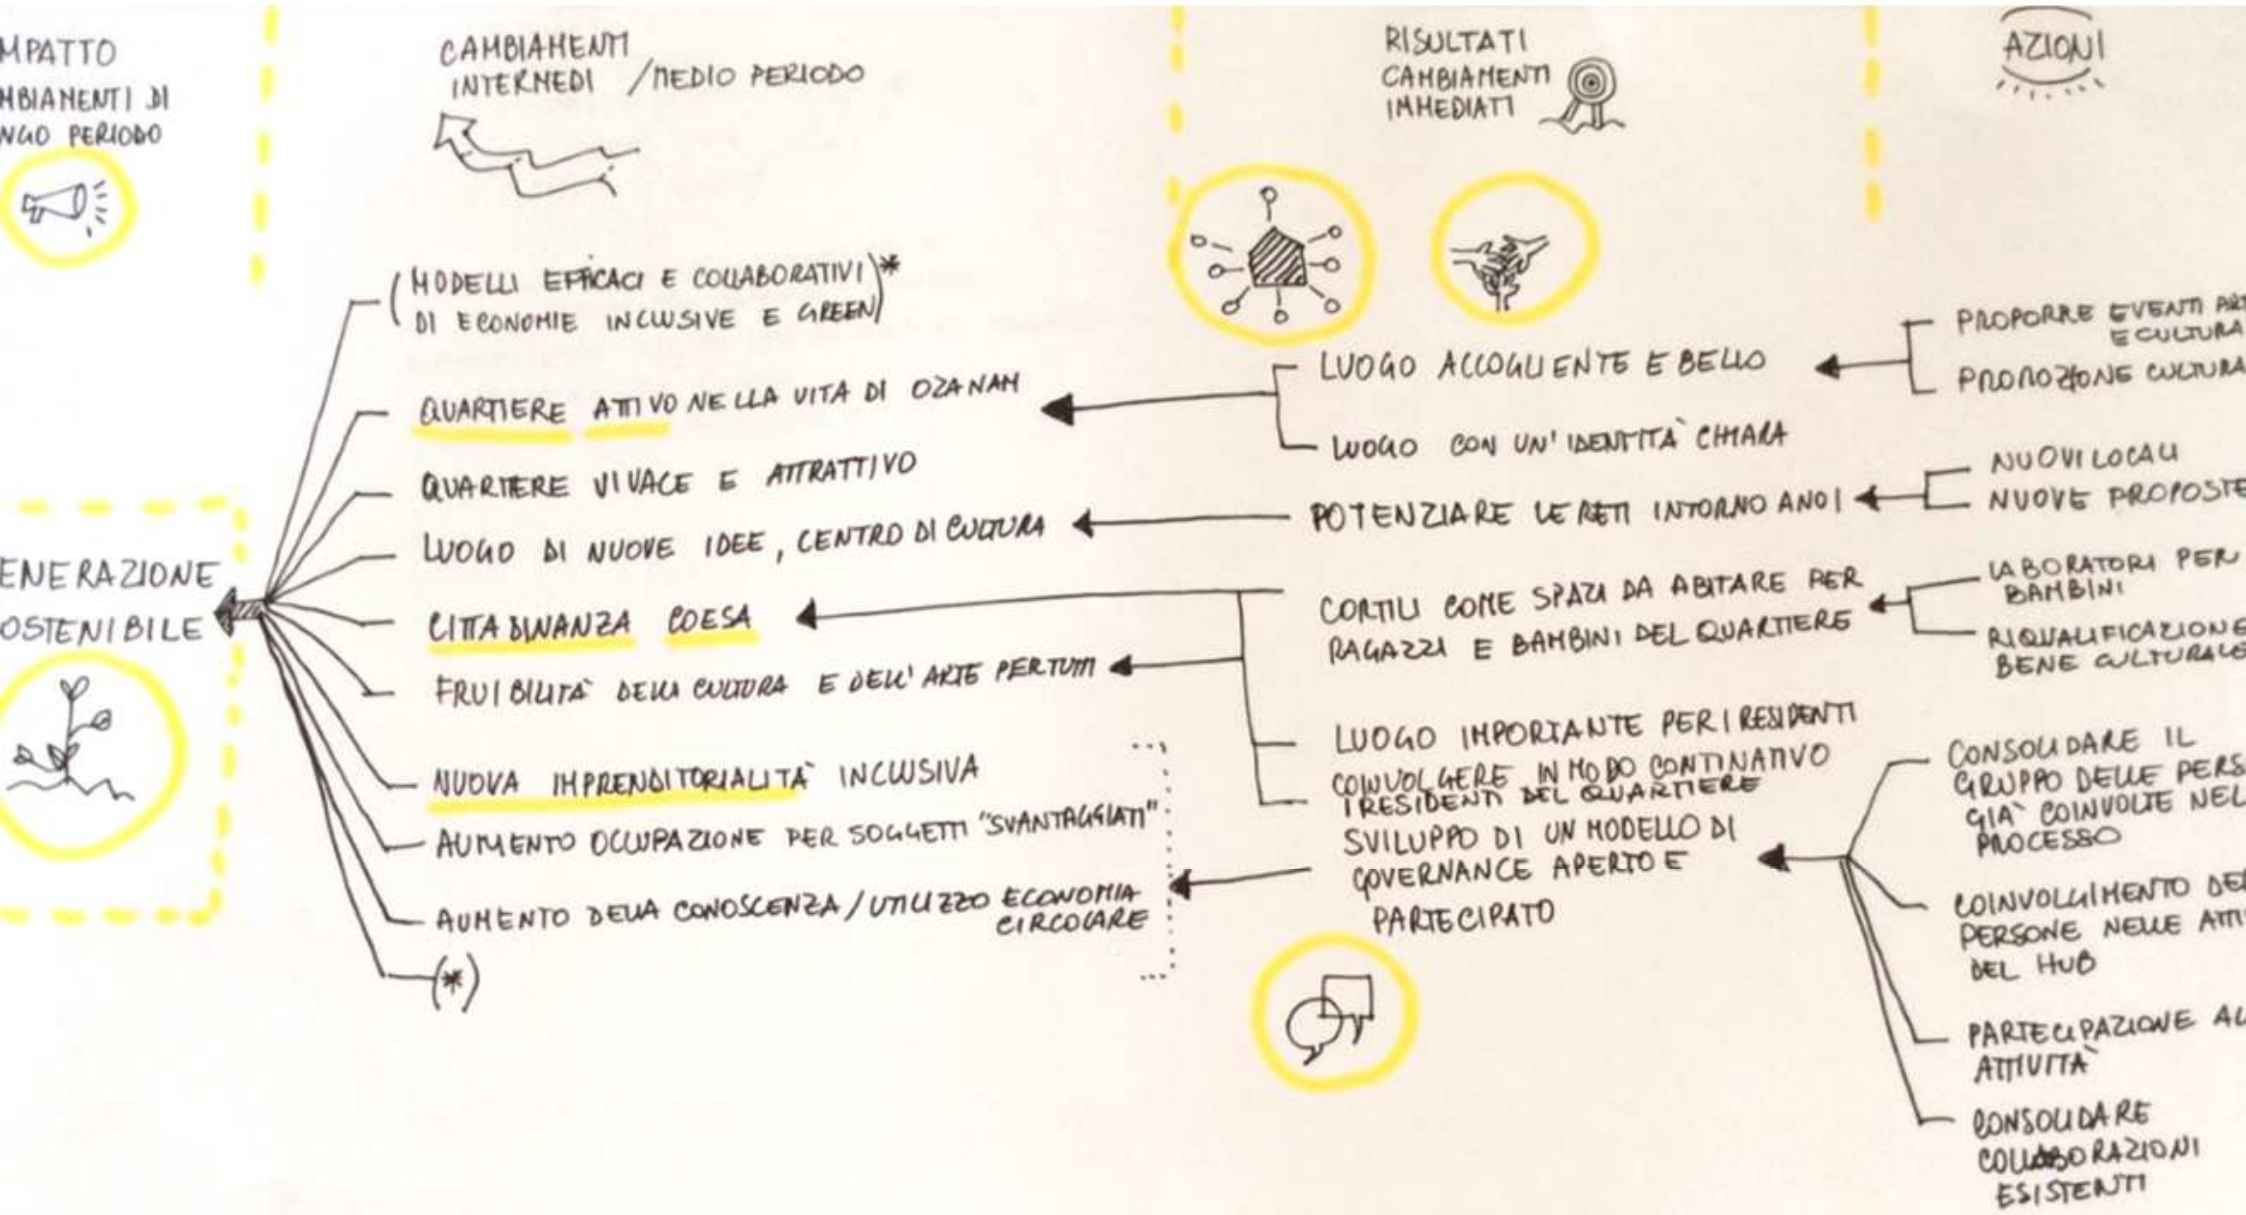 MPATTO
MBIAMENTI DI
NGO PERIODO
ENERAZIONE
OSTENIBILE
CAMBIAMENTI
INTERMEDI / MEDIO PERIODO
(MODELLI EFFICACI E COLLABORATIVI)*
DI ECONOMIE INCLUSIVE E GREEN)
QUARTIERE ATTIVO NELLA VITA DI OZANAM
QUARTIERE VIVACE E ATTRATTIVO
LUOGO DI NUOVE IDEE, CENTRO DI CULTURA
CITTADINANZA COESA
FRUIBILITÀ DELLA CULTURA E DELL'ARTE PER TUTTI
NUOVA IMPRENDITORIALITÀ INCLUSIVA
AUMENTO OCCUPAZIONE PER SOGGETTI "SVANTAGGIATI"
AUMENTO DELLA CONOSCENZA / UTILIZZO ECONOMIA
CIRCOLARE
(*)
RISULTATI
CAMBIAMENTI
IMMEDIATI
LUOGO ACCOGLIENTE E BELLO
LUOGO CON UN'IDENTITÀ CHIARA
POTENZIARE LE RETI INTORNO A NOI
CORTILI COME SPAZI DA ABITARE PER
RAGAZZI E BAMBINI DEL QUARTIERE
LUOGO IMPORTANTE PER I RESIDENTI
COINVOLGERE IN MODO CONTINATIVO
I RESIDENTI DEL QUARTIERE
SVILUPPO DI UN MODELLO DI
GOVERNANCE APERTO E
PARTECIPATO
AZIONI
PROPORRE EVENTI ART
E CULTURA
PROMOZIONE CULTURA
NUOVI LOCALI
NUOVE PROPOSTE
LABORATORI PER
BAMBINI
RIQUALIFICAZIONE
BENE CULTURALE
CONSOLIDARE IL
GRUPPO DELLE PERS
GIÀ COINVOLTE NEL
PROCESSO
COINVOLGIMENTO DEL
PERSONE NELLE ATTI
DEL HUB
PARTECIPAZIONE AL
ATTIVITÀ
CONSOLIDARE
COLLABORAZIONI
ESISTENTI